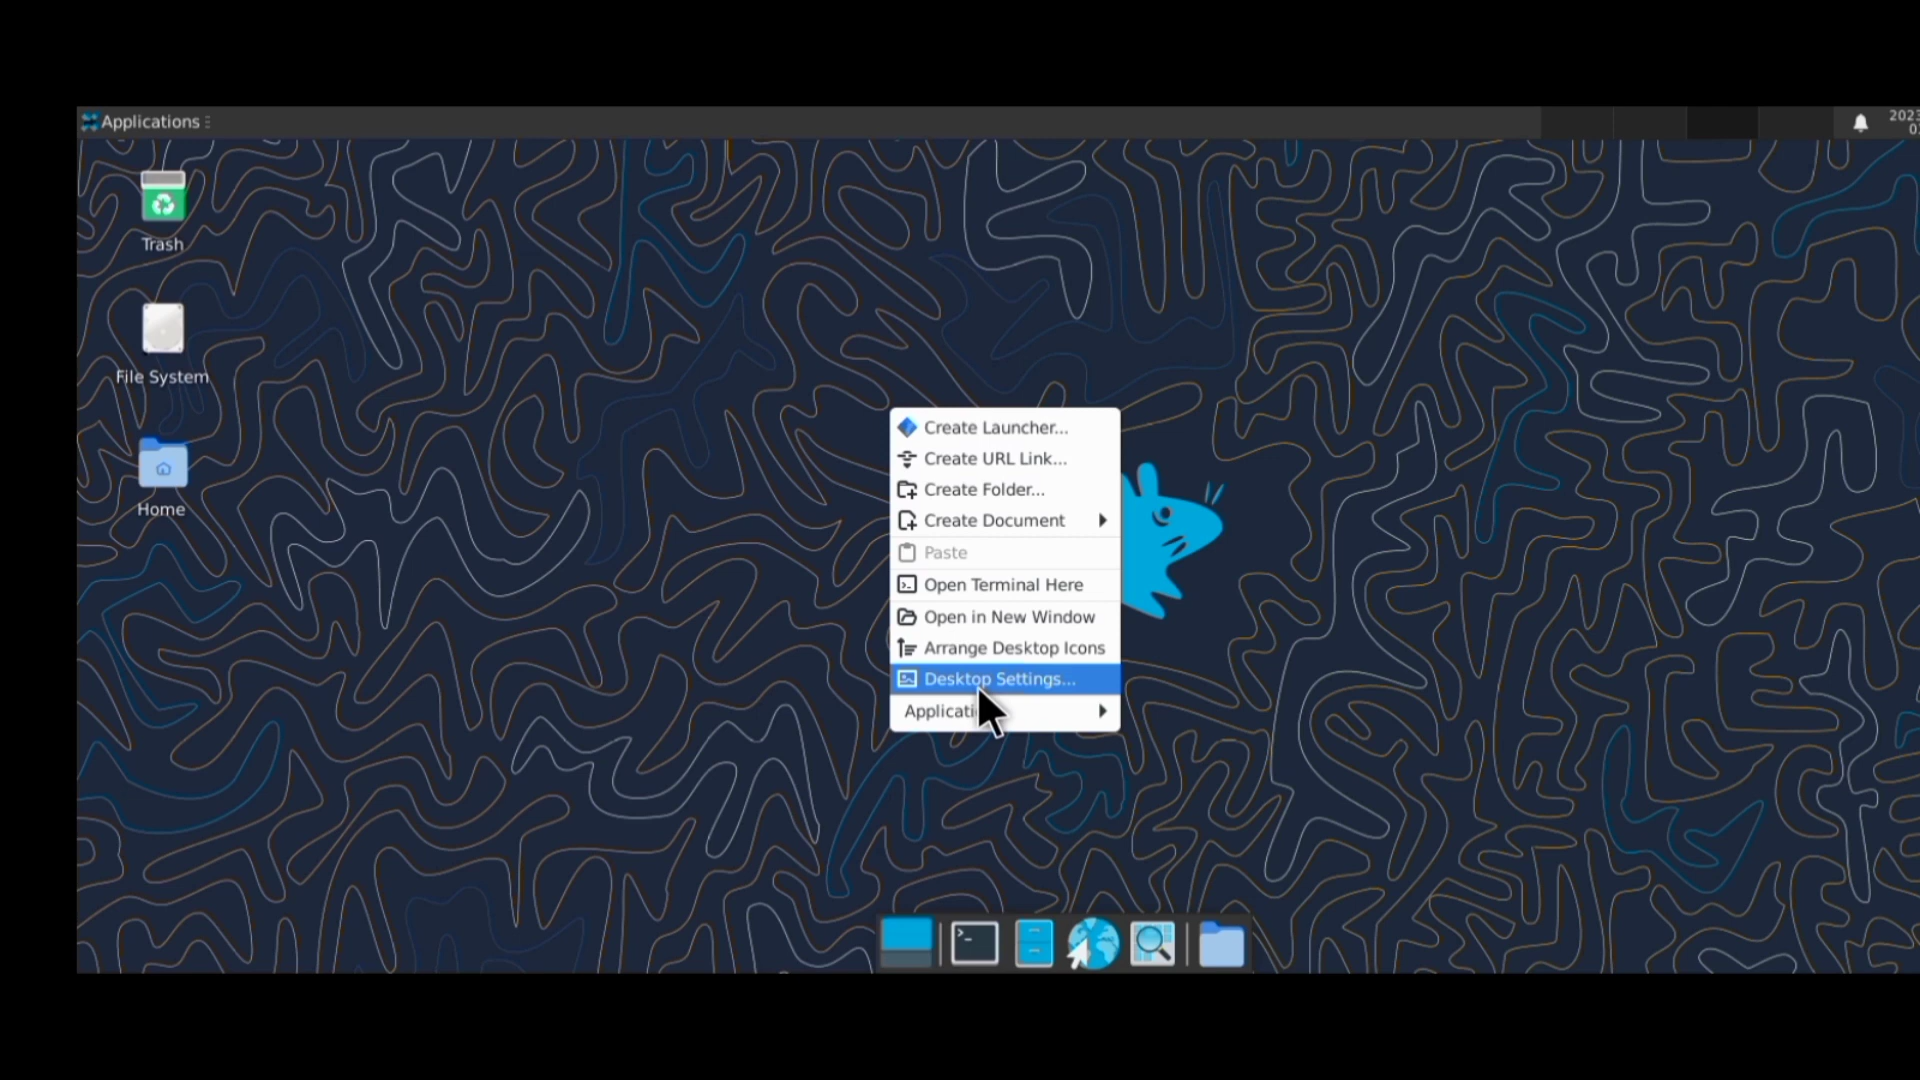 Applications
2023
Trash
File System
Home
Create Launcher...
Create URL Link...
Create Folder...
Create Document
Paste
Open Terminal Here
Open in New Window
Arrange Desktop Icons
Desktop Settings...